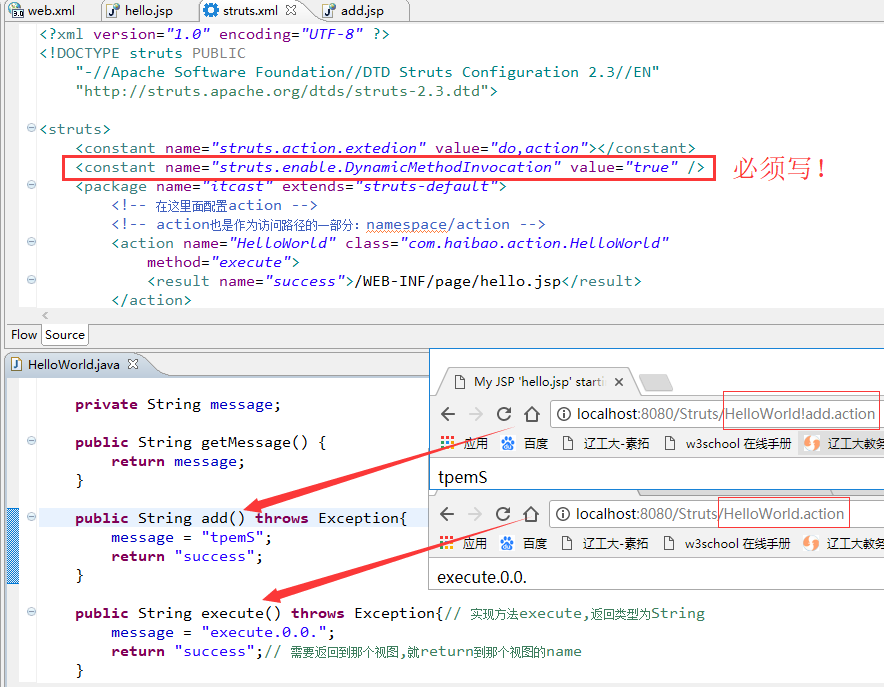 web.xml hello.jsp struts.xml add.jsp
<?xml version="1.0" encoding="UTF-8" ?>
<!DOCTYPE struts PUBLIC
"-//Apache Software Foundation//DTD Struts Configuration 2.3//EN"
"http://struts.apache.org/dtds/struts-2.3.dtd">
<struts>
<constant name="struts.action.extedion" value="do,action"></constant>
<constant name="struts.enable.DynamicMethodInvocation" value="true" />
必须写！
<package name="itcast" extends="struts-default">
<!-- 在这里面配置action -->
<!-- action也是作为访问路径的一部分：namespace/action -->
<action name="HelloWorld" class="com.haibao.action.HelloWorld"
method="execute">
<result name="success">/WEB-INF/page/hello.jsp</result>
</action>
Flow Source
HelloWorld.java
private String message;
public String getMessage() {
return message;
}
public String add() throws Exception{
message = "tpemS";
return "success";
}
public String execute() throws Exception{// 实现方法execute,返回类型为String
message = "execute.0.0.";
return "success";// 需要返回到那个视图,就return到那个视图的name
}
My JSP 'hello.jsp' starti
localhost:8080/Struts/HelloWorld!add.action
应用 百度 辽工大-素拓 w3school 在线手册 辽工大教务
tpemS
localhost:8080/Struts/HelloWorld.action
应用 百度 辽工大-素拓 w3school 在线手册 辽工大教务
execute.0.0.